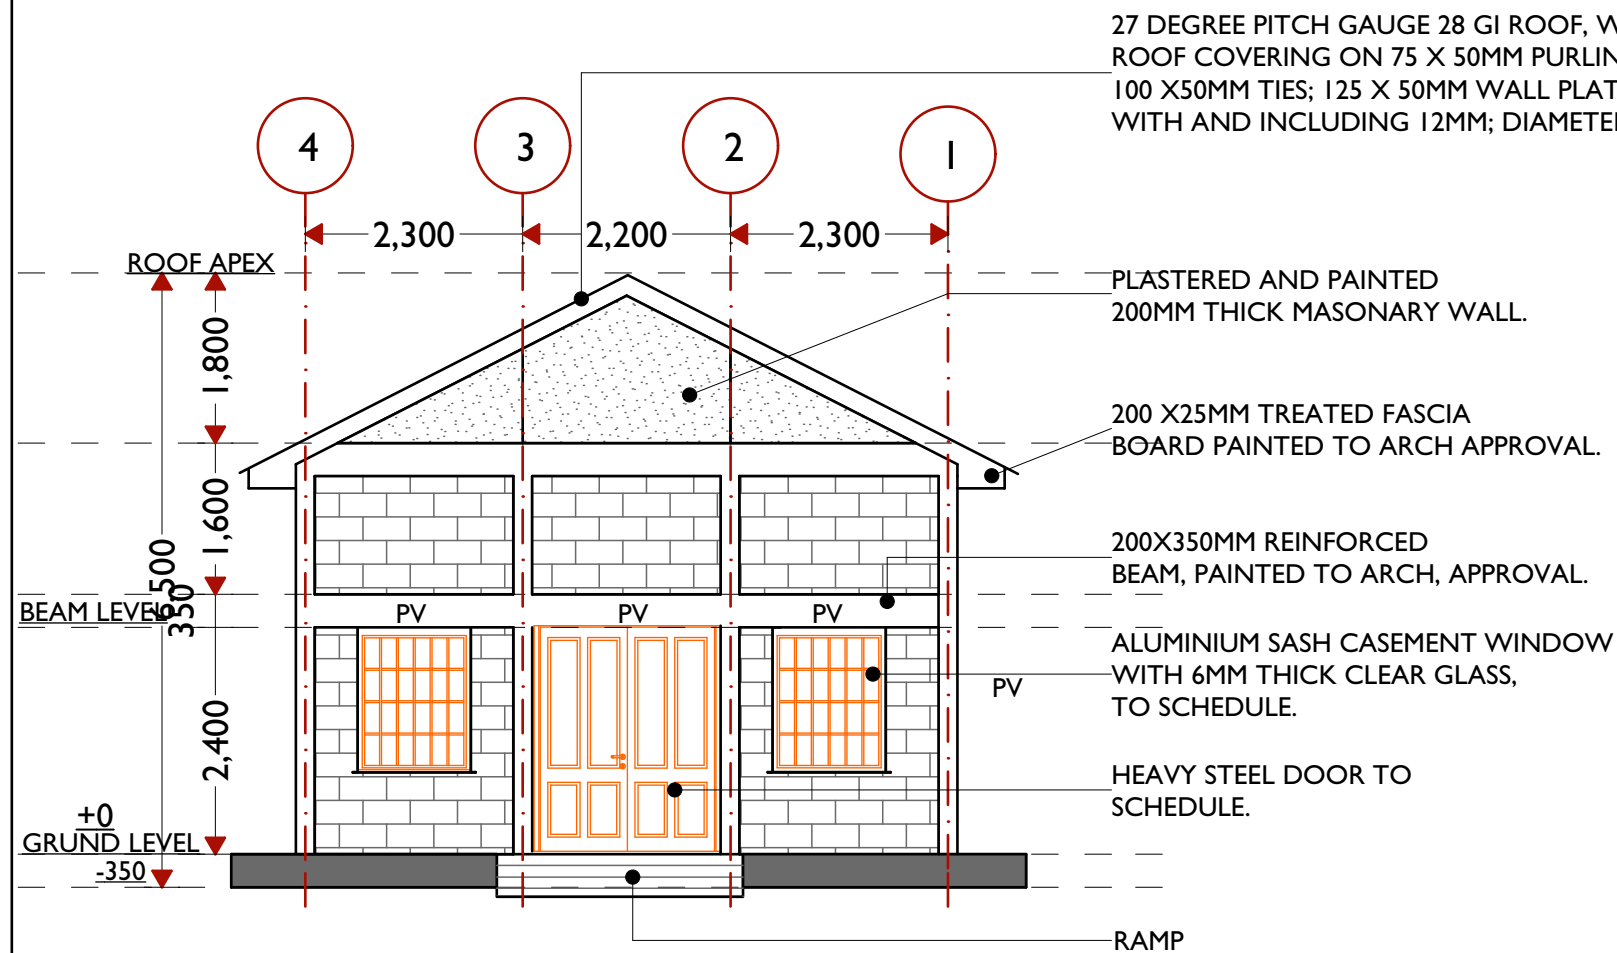 27 DEGREE PITCH GAUGE 28 GI ROOF, W
ROOF COVERING ON 75 X 50MM PURLIN
100 X50MM TIES; 125 X 50MM WALL PLAT
WITH AND INCLUDING 12MM; DIAMETE
4
3
2
1
2,300
2,200
2,300
ROOF APEX
PLASTERED AND PAINTED
200MM THICK MASONARY WALL.
1,800
200 X25MM TREATED FASCIA
BOARD PAINTED TO ARCH APPROVAL.
1,600
200X350MM REINFORCED
BEAM, PAINTED TO ARCH, APPROVAL.
6,500
350
BEAM LEVEL
PV
PV
PV
ALUMINIUM SASH CASEMENT WINDOW
WITH 6MM THICK CLEAR GLASS,
TO SCHEDULE.
PV
2,400
HEAVY STEEL DOOR TO
SCHEDULE.
+0
GRUND LEVEL
-350
RAMP